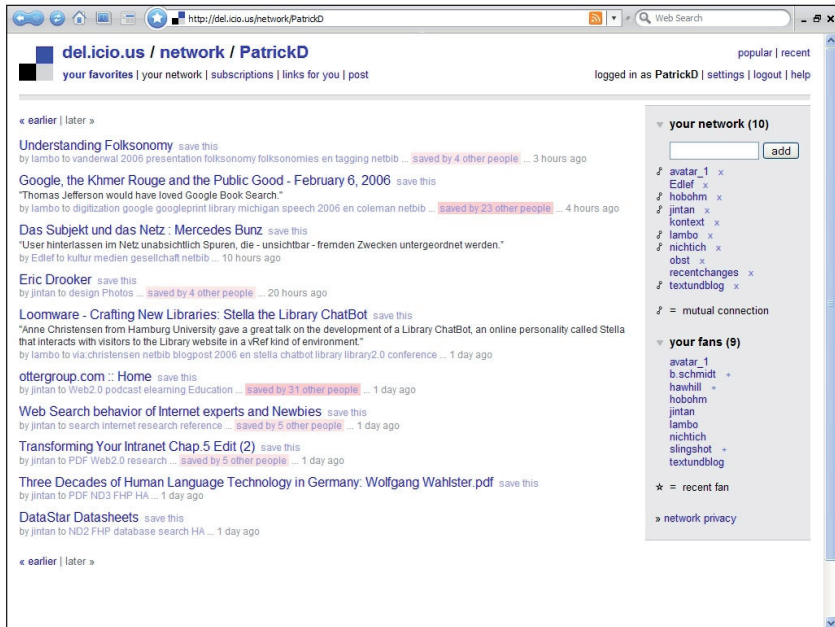 http://del.icio.us/network/PatrickD
Web Search
del.icio.us / network / PatrickD
popular | recent
your favorites | your network | subscriptions | links for you | post
logged in as PatrickD | settings | logout | help
« earlier | later »
Understanding Folksonomy save this
by lambo to vanderwal 2006 presentation folksonomy folksonomies en tagging netbib ... saved by 4 other people ... 3 hours ago
Google, the Khmer Rouge and the Public Good - February 6, 2006 save this
"Thomas Jefferson would have loved Google Book Search."
by lambo to digitization google googleprint library michigan speech 2006 en coleman netbib ... saved by 23 other people ... 4 hours ago
Das Subjekt und das Netz : Mercedes Bunz save this
"User hinterlassen im Netz unabsichtlich Spuren, die - unsichtbar - fremden Zwecken untergeordnet werden."
by Edlef to kultur medien gesellschaft netbib ... 10 hours ago
Eric Drooker save this
by jintan to design Photos ... saved by 4 other people ... 20 hours ago
Loomware - Crafting New Libraries: Stella the Library ChatBot save this
"Anne Christensen from Hamburg University gave a great talk on the development of a Library ChatBot, an online personality called Stella
that interacts with visitors to the Library website in a vRef kind of environment."
by lambo to via:christensen netbib blogpost 2006 en stella chatbot library library2.0 conference ... 1 day ago
ottergroup.com :: Home save this
by jintan to Web2.0 podcast elearning Education ... saved by 31 other people ... 1 day ago
Web Search behavior of Internet experts and Newbies save this
by jintan to search internet research reference ... saved by 5 other people ... 1 day ago
Transforming Your Intranet Chap.5 Edit (2) save this
by jintan to PDF Web2.0 research ... saved by 5 other people ... 1 day ago
Three Decades of Human Language Technology in Germany: Wolfgang Wahlster.pdf save this
by jintan to PDF ND3 FHP HA ... 1 day ago
DataStar Datasheets save this
by jintan to ND2 FHP database search HA ... 1 day ago
« earlier | later »
your network (10)
add
avatar_1 x
Edlef x
hobohm x
jintan x
kontext x
lambo x
nichtich x
obst x
recentchanges x
textundblog x
= mutual connection
your fans (9)
avatar_1
b.schmidt +
hawhill +
hobohm
jintan
lambo
nichtich
slingshot +
textundblog
☆ = recent fan
» network privacy